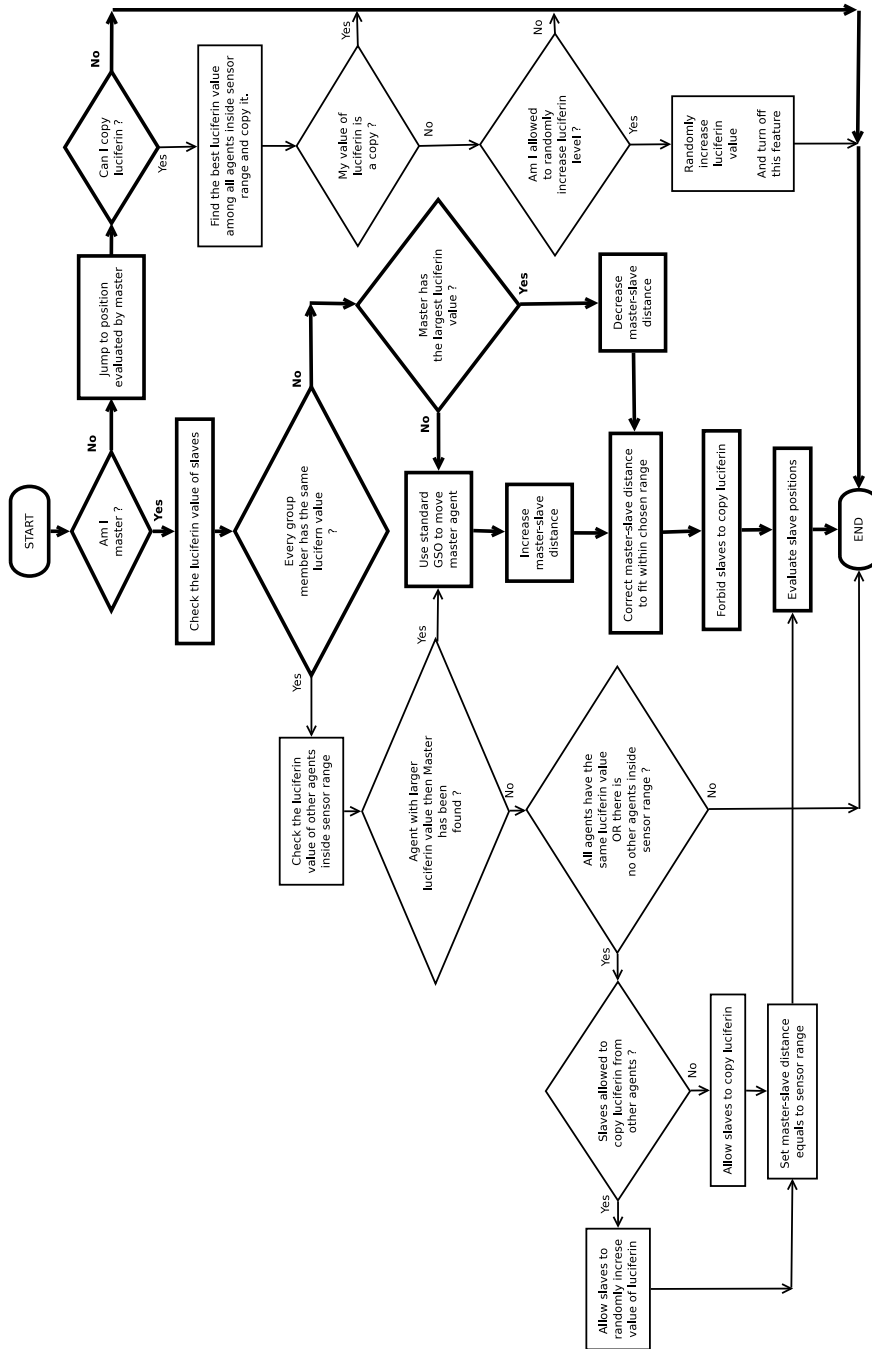 START
Am I
master ?
No
Yes
Jump to position
evaluated by master
Can I copy
luciferin ?
No
Yes
Find the best luciferin value
among all agents inside sensor
range and copy it.
My value of
luciferin is
a copy ?
Yes
No
Am I allowed
to randomly
increase luciferin
level ?
No
Yes
Randomly
increase
luciferin
value
And turn off
this feature
Check the luciferin value of slaves
Every group
member has the same
lucifern value
?
No
Yes
Master has
the largest luciferin
value ?
No
Yes
Decrease
master-slave
distance
Use standard
GSO to move
master agent
Increase
master-slave
distance
Correct master-slave distance
to fit within chosen range
Forbid slaves to copy luciferin
Evaluate slave positions
END
Check the luciferin
value of other agents
inside sensor range
Agent with larger
luciferin value then Master
has been
found ?
Yes
No
All agents have the
same luciferin value
OR there is
no other agents inside
sensor range ?
No
Yes
Slaves allowed to
copy luciferin from
other agents ?
No
Yes
Allow slaves to copy luciferin
Set master-slave distance
equals to sensor range
Allow slaves to
randomly increse
value of luciferin